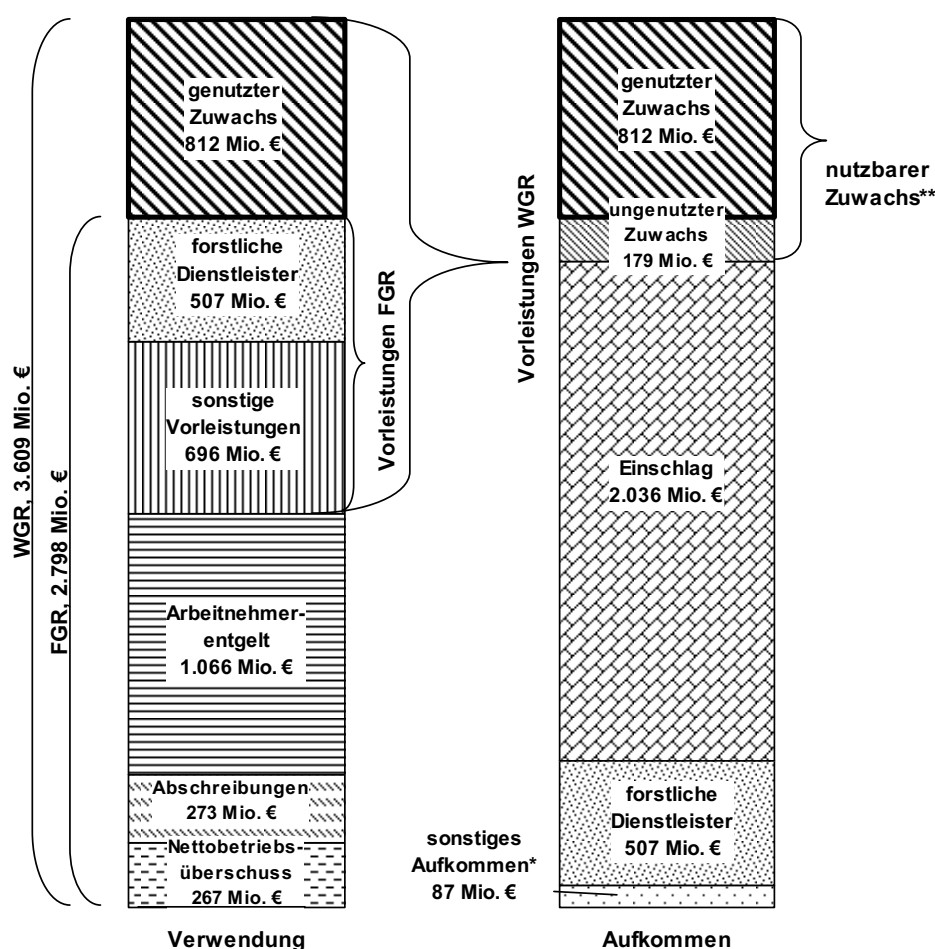 WGR, 3.609 Mio. €
FGR, 2.798 Mio. €
genutzter
Zuwachs
812 Mio. €
forstliche
Dienstleister
507 Mio. €
sonstige
Vorleistungen
696 Mio. €
Arbeitnehmer-
entgelt
1.066 Mio. €
Abschreibungen
273 Mio. €
Nettobetriebs-
überschuss
267 Mio. €
Verwendung
Vorleistungen FGR
Vorleistungen WGR
genutzter
Zuwachs
812 Mio. €
ungenutzter
Zuwachs
179 Mio. €
nutzbarer
Zuwachs**
Einschlag
2.036 Mio. €
forstliche
Dienstleister
507 Mio. €
sonstiges
Aufkommen*
87 Mio. €
Aufkommen